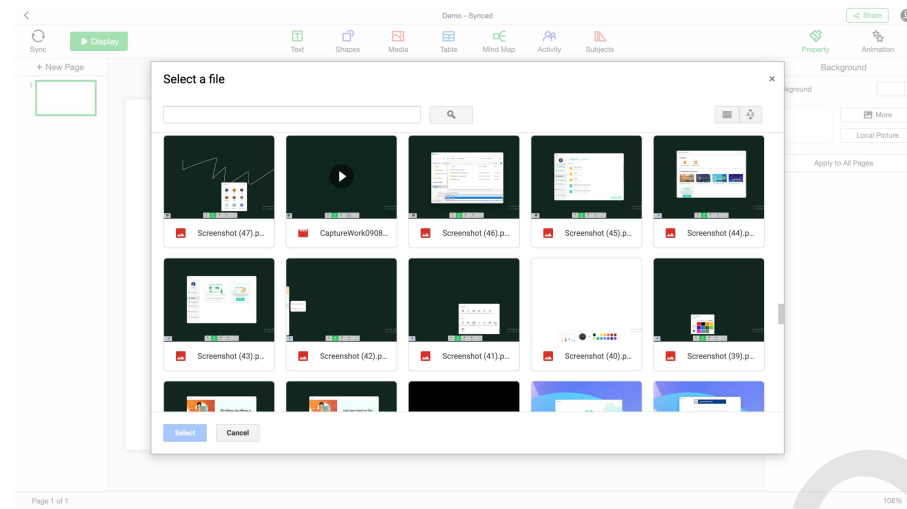 Demo - Synced
Share
Sync
Display
Text
Shapes
Media
Table
Mind Map
Activity
Subjects
Property
Animation
+ New Page
Background
1
Select a file
×
kground
More
Local Picture
Apply to All Pages
Screenshot (47).p...
CaptureWork0908...
Screenshot (46).p...
Screenshot (45).p...
Screenshot (44).p...
Screenshot (43).p...
Screenshot (42).p...
Screenshot (41).p...
Screenshot (40).p...
Screenshot (39).p...
Select
Cancel
Page 1 of 1
108%